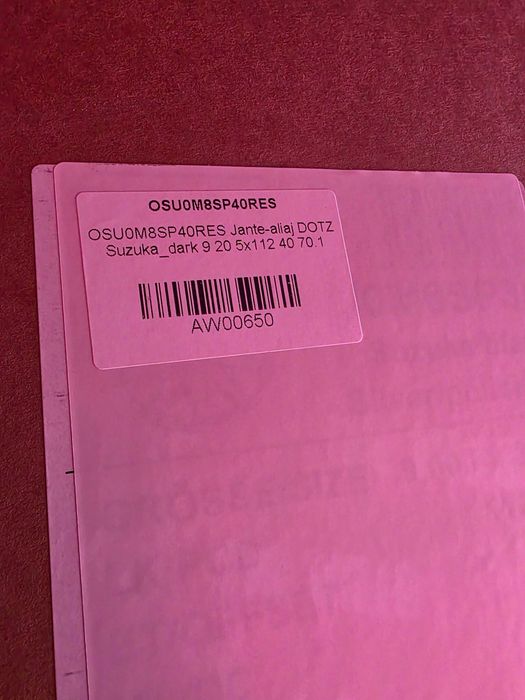 OSU0M8SP40RES
OSU0M8SP40RES Jante-aliaj DOTZ
Suzuka_dark 9 20 5x112 40 70.1
AW00650